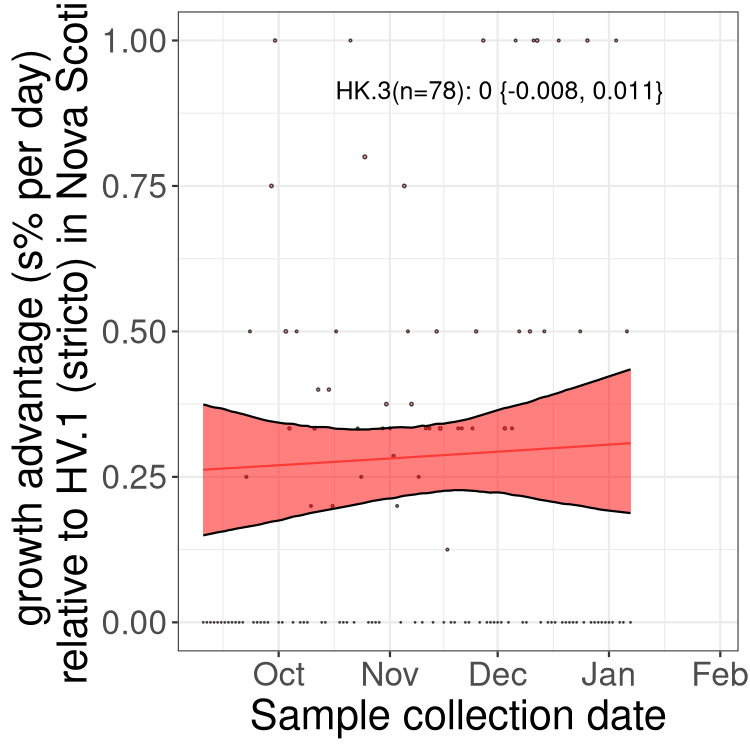 growth advantage (s% per day)
relative to HV.1 (stricto) in Nova Scoti
1.00
0.75
0.50
0.25
0.00
HK.3(n=78): 0 {-0.008, 0.011}
Oct Nov Dec Jan Feb
Sample collection date